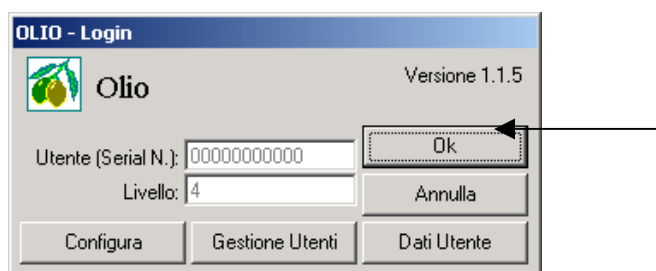 OLIO - Login
Olio
Versione 1.1.5
Utente (Serial N.): 00000000000
Ok
Livello: 4
Annulla
Configura
Gestione Utenti
Dati Utente